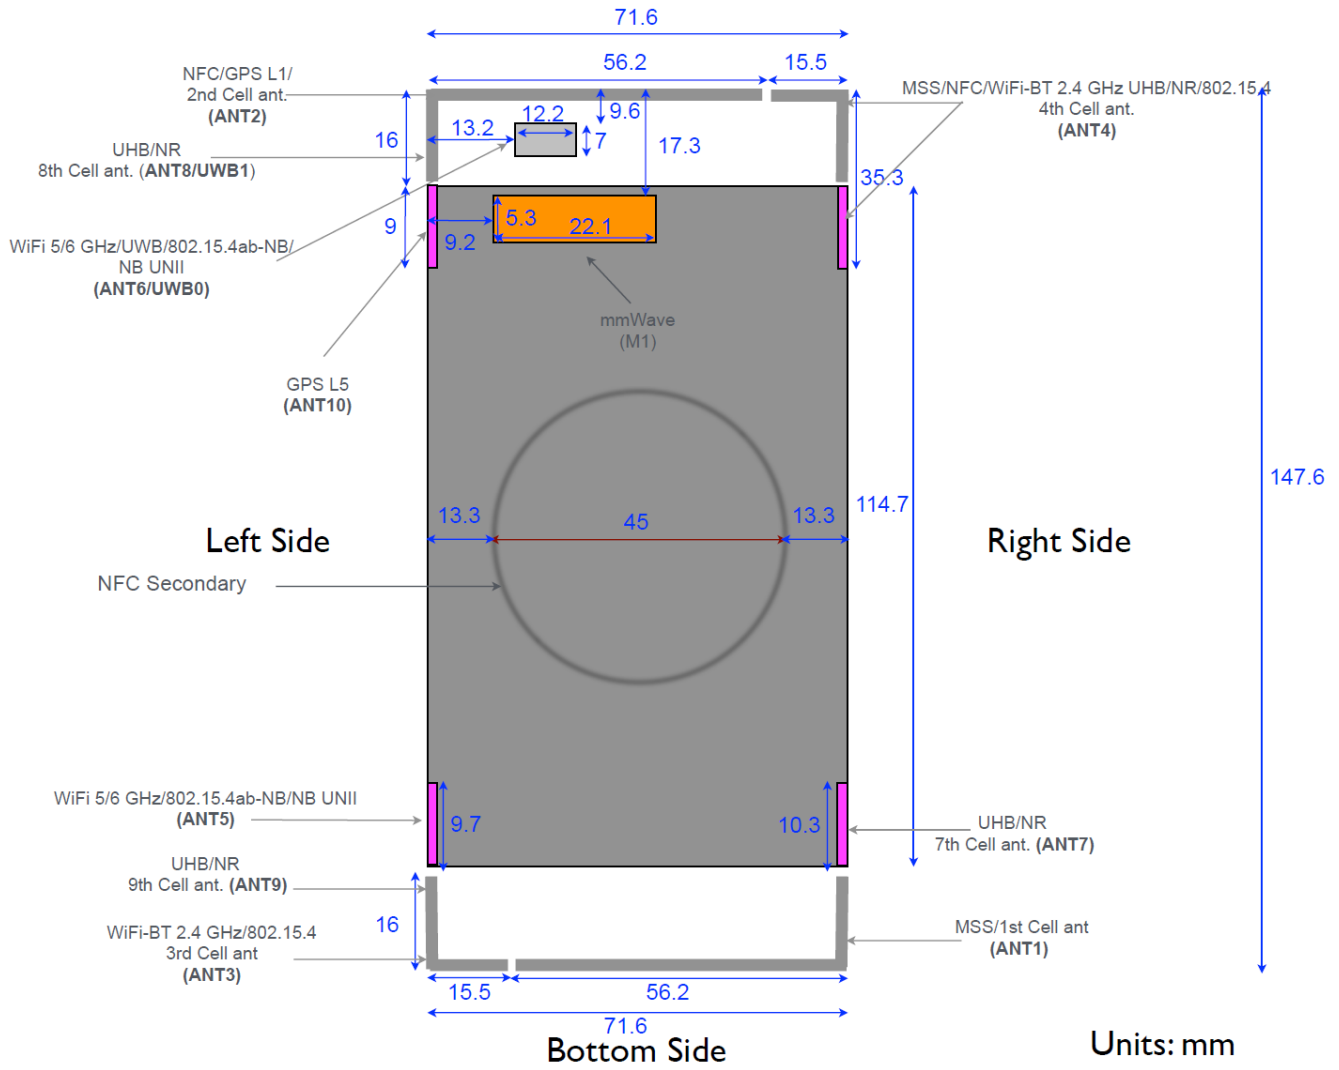 71.6
56.2
15.5
NFC/GPS L1/
2nd Cell ant.
(ANT2)
MSS/NFC/WiFi-BT 2.4 GHz UHB/NR/802.15.4
4th Cell ant.
(ANT4)
9.6
12.2
13.2
7
16
17.3
UHB/NR
8th Cell ant. (ANT8/UWB1)
35.3
9
5.3
22.1
9.2
WiFi 5/6 GHz/UWB/802.15.4ab-NB/
NB UNII
(ANT6/UWB0)
mmWave
(M1)
GPS L5
(ANT10)
147.6
114.7
13.3
45
13.3
Left Side
Right Side
NFC Secondary
WiFi 5/6 GHz/802.15.4ab-NB/NB UNII
(ANT5)
9.7
10.3
UHB/NR
7th Cell ant. (ANT7)
UHB/NR
9th Cell ant. (ANT9)
16
WiFi-BT 2.4 GHz/802.15.4
3rd Cell ant
(ANT3)
MSS/1st Cell ant
(ANT1)
15.5
56.2
71.6
Bottom Side
Units: mm